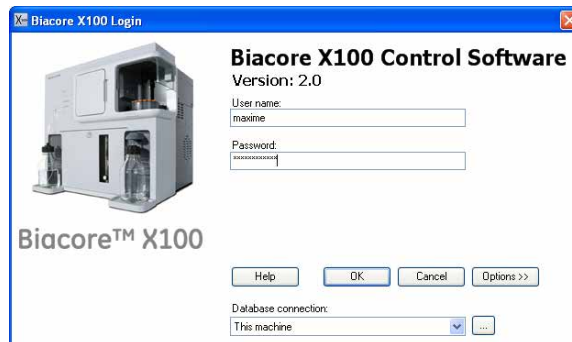 Biacore X100 Login
Biacore X100 Control Software
Version: 2.0
User name:
maxime
Password:
xxxxxxxxxxx
Biacore™ X100
Help
OK
Cancel
Options >>
Database connection:
This machine
...